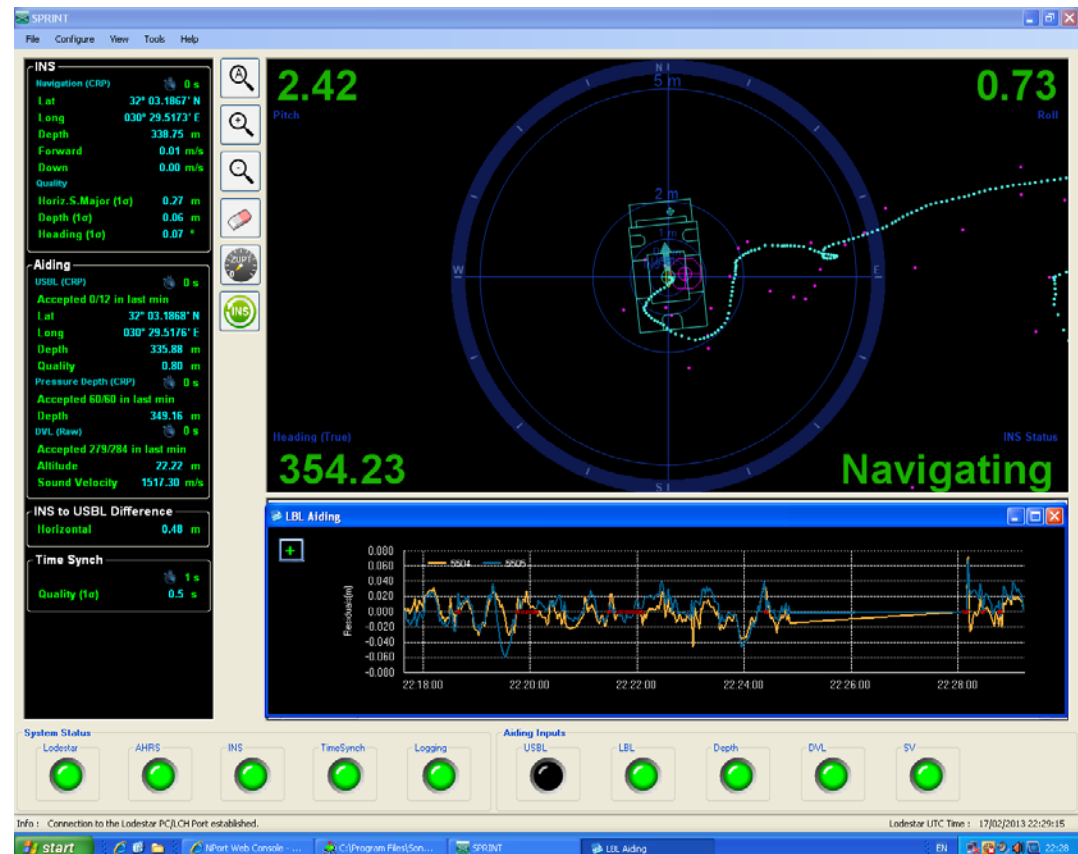 SPRINT
File Configure View Tools Help
INS
Navigation (CRP) 0 s
Lat 32° 03.1867' N
Long 030° 29.5173' E
Depth 338.75 m
Forward 0.01 m/s
Down 0.00 m/s
Quality
Horiz.S.Major (1σ) 0.27 m
Depth (1σ) 0.06 m
Heading (1σ) 0.07 °
Aiding
USBL (CRP) 0 s
Accepted 0/12 in last min
Lat 32° 03.1868' N
Long 030° 29.5176' E
Depth 335.88 m
Quality 0.80 m
Pressure Depth (CRP) 0 s
Accepted 60/60 in last min
Depth 349.16 m
DVL (Raw) 0 s
Accepted 279/284 in last min
Altitude 22.22 m
Sound Velocity 1517.30 m/s
INS to USBL Difference
Horizontal 0.48 m
Time Synch
1 s
Quality (1σ) 0.5 s
A
ZUPT
0
INS
2.42
Pitch
0.73
Roll
N
5 m
2 m
1 m
W
E
S
Heading (True)
354.23
INS Status
Navigating
LBL Aiding
5504 5505
Residual(m)
0.080
0.060
0.040
0.020
0.000
-0.020
-0.040
-0.060
-0.080
22:18:00 22:20:00 22:22:00 22:24:00 22:26:00 22:28:00
System Status
Lodestar AHRS INS TimeSynch Logging
Aiding Inputs
USBL LBL Depth DVL SV
Info : Connection to the Lodestar PC/LCH Port established.
Lodestar UTC Time : 17/02/2013 22:29:15
start
NPort Web Console - ...
C:\Program Files\Son...
SPRINT
LBL Aiding
EN
22:28